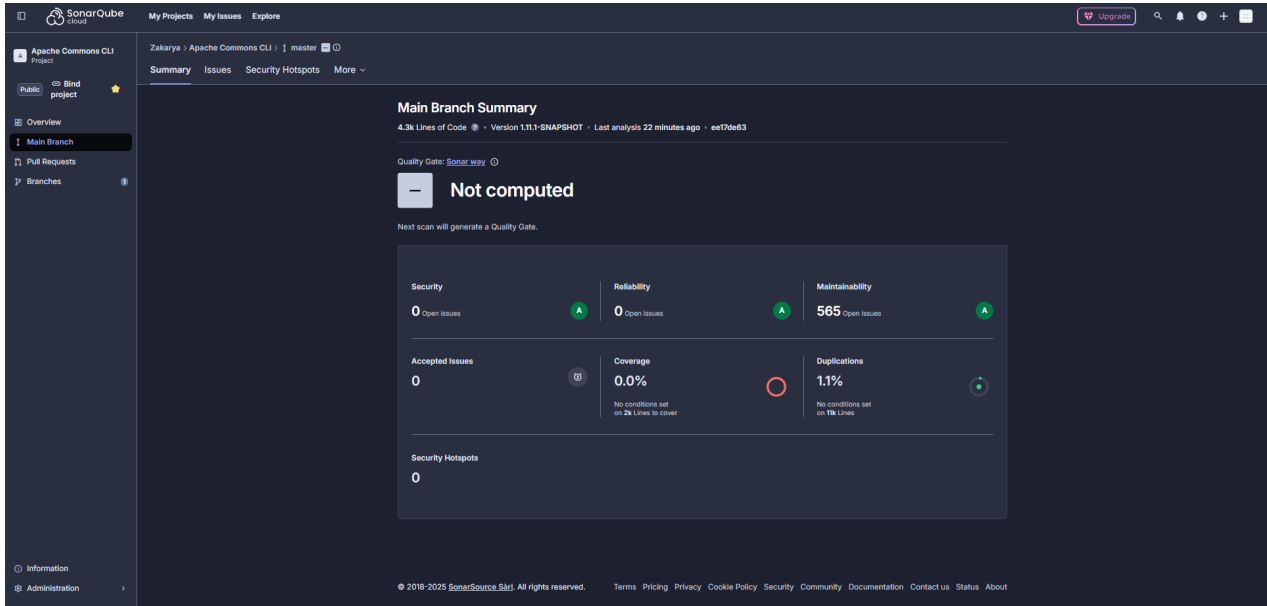 SonarQube cloud
My Projects My Issues Explore
Upgrade
A Apache Commons CLI
Project
Public Bind project
Overview
Main Branch
Pull Requests
Branches 1
Information
Administration
Zakarya > Apache Commons CLI > master
Summary Issues Security Hotspots More
Main Branch Summary
4.3k Lines of Code ? • Version 1.11.1-SNAPSHOT • Last analysis 22 minutes ago • ee17de63
Quality Gate: Sonar way
Not computed
Next scan will generate a Quality Gate.
Security Reliability Maintainability
0 Open issues A 0 Open issues A 565 Open issues A
Accepted Issues Coverage Duplications
0 0.0% 1.1%
No conditions set No conditions set
on 2k Lines to cover on 11k Lines
Security Hotspots
0
© 2018-2025 SonarSource Sàrl. All rights reserved. Terms Pricing Privacy Cookie Policy Security Community Documentation Contact us Status About